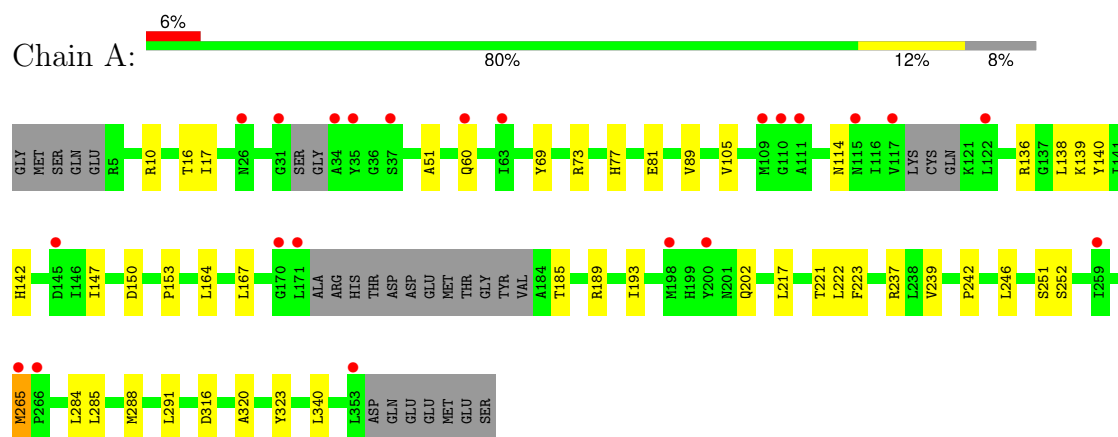 6%
Chain A:
80% 12% 8%
GLY MET SER GLN GLU R5 R10 T16 I17 N26 G31 SER GLY A34 Y35 G36 S37 A51 Q60 I63 Y69 R73 H77 E81 V89 V105 M109 G110 A111 N114 N115 I116 V117 LYS CYS GLN K121 L122 R136 G137 L138 K139 Y140 I141
H142 D145 I146 I147 D150 P153 L164 L167 G170 L171 ALA ARG HIS THR ASP ASP GLU MET THR GLY TYR VAL A184 T185 R189 I193 M198 H199 Y200 N201 Q202 L217 T221 L222 F223 R237 L238 V239 P242 L246 S251 S252 I259
M265 P266 L284 L285 M288 L291 D316 A320 Y323 L340 L353 ASP GLN GLU GLU MET GLU SER